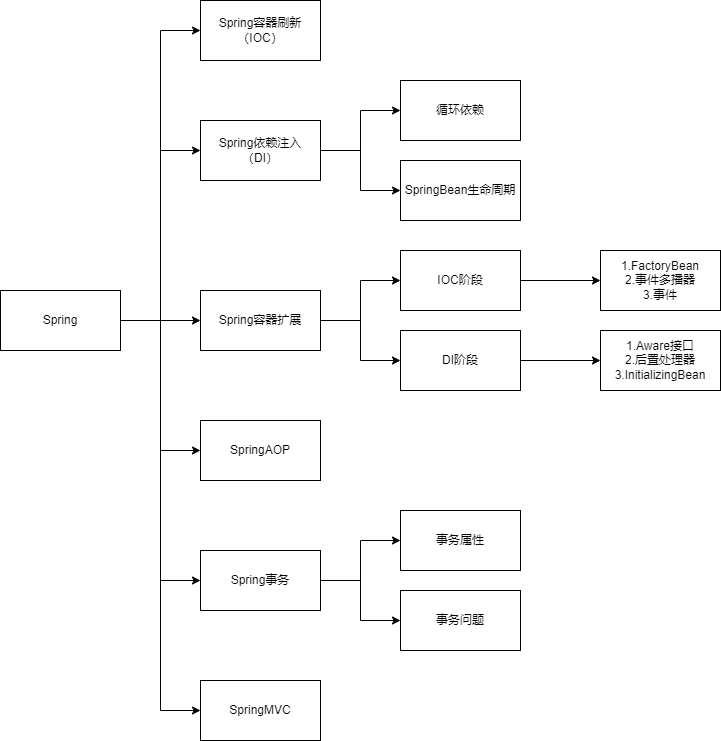 Spring
Spring容器刷新
（IOC）
Spring依赖注入
（DI）
循环依赖
SpringBean生命周期
Spring容器扩展
IOC阶段
1.FactoryBean
2.事件多播器
3.事件
DI阶段
1.Aware接口
2.后置处理器
3.InitializingBean
SpringAOP
Spring事务
事务属性
事务问题
SpringMVC